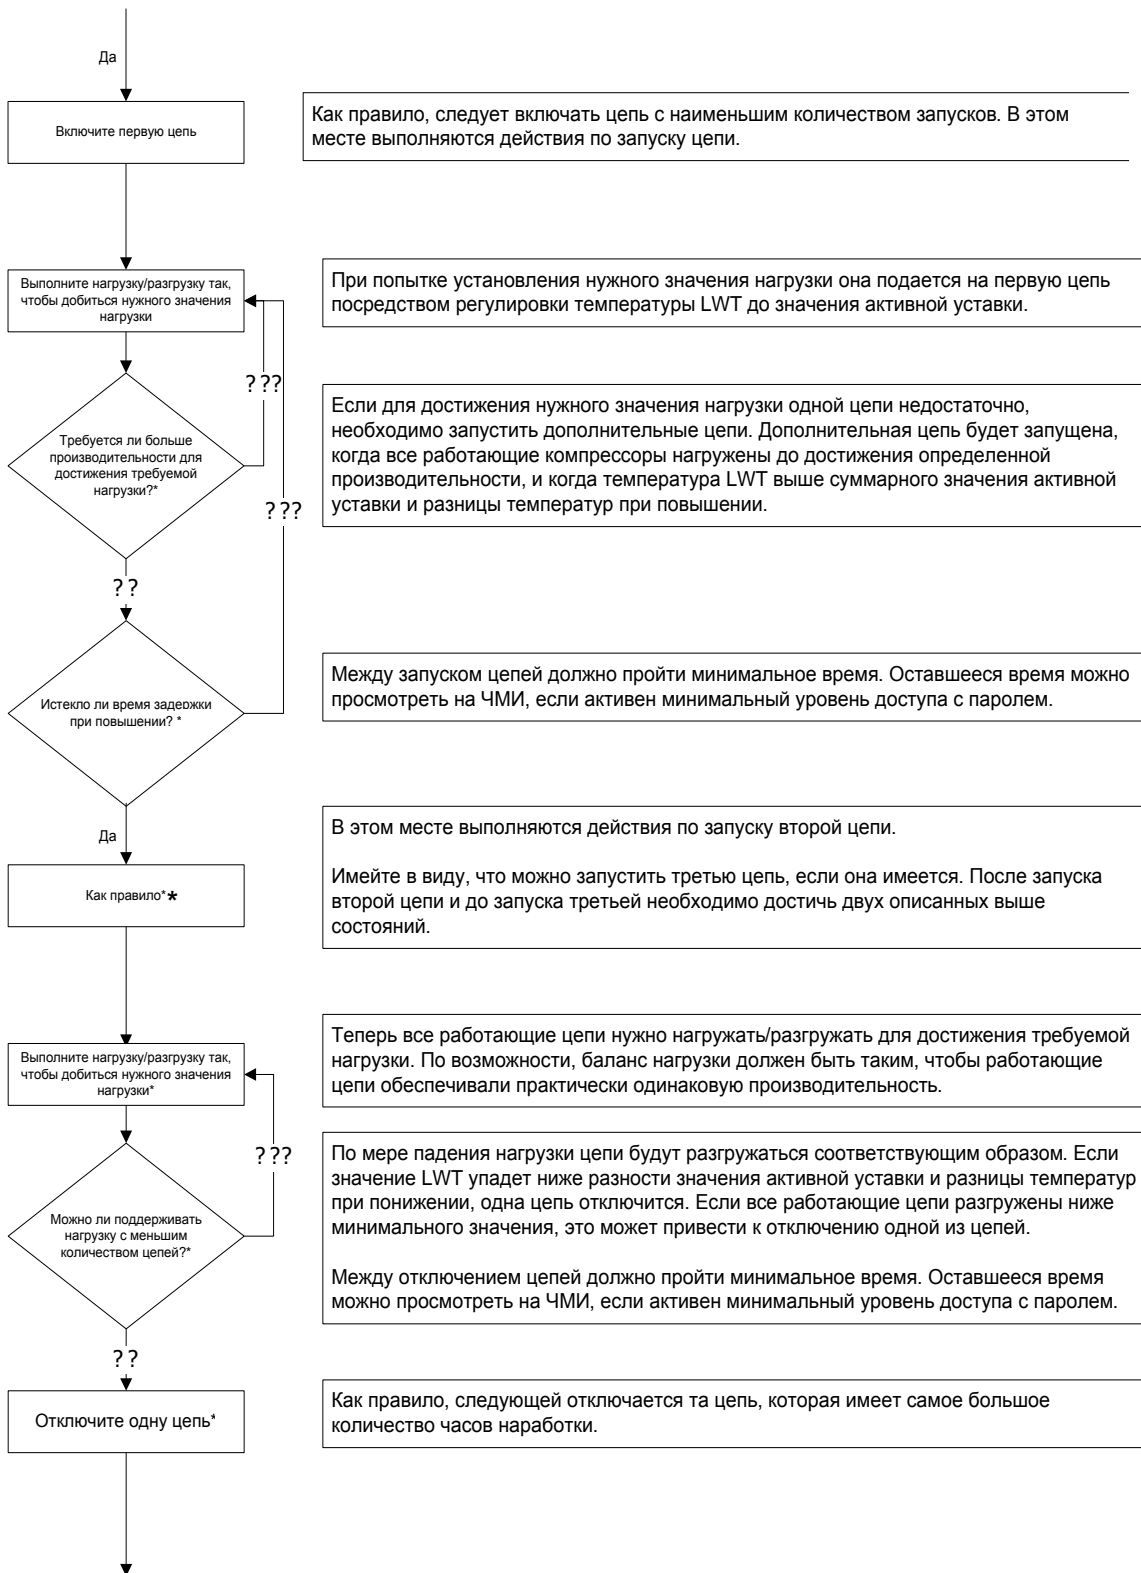 Да
Включите первую цепь
Как правило, следует включать цепь с наименьшим количеством запусков. В этом
месте выполняются действия по запуску цепи.
Выполните нагрузку/разгрузку так,
чтобы добиться нужного значения
нагрузки
При попытке установления нужного значения нагрузки она подается на первую цепь
посредством регулировки температуры LWT до значения активной уставки.
? ??
Требуется ли больше
производительности для
достижения требуемой
нагрузки?*
Если для достижения нужного значения нагрузки одной цепи недостаточно,
необходимо запустить дополнительные цепи. Дополнительная цепь будет запущена,
когда все работающие компрессоры нагружены до достижения определенной
производительности, и когда температура LWT выше суммарного значения активной
уставки и разницы температур при повышении.
? ??
? ?
Истекло ли время задержки
при повышении? *
Между запуском цепей должно пройти минимальное время. Оставшееся время можно
просмотреть на ЧМИ, если активен минимальный уровень доступа с паролем.
Да
Как правило**
В этом месте выполняются действия по запуску второй цепи.
Имейте в виду, что можно запустить третью цепь, если она имеется. После запуска
второй цепи и до запуска третьей необходимо достичь двух описанных выше
состояний.
Выполните нагрузку/разгрузку так,
чтобы добиться нужного значения
нагрузки*
Теперь все работающие цепи нужно нагружать/разгружать для достижения требуемой
нагрузки. По возможности, баланс нагрузки должен быть таким, чтобы работающие
цепи обеспечивали практически одинаковую производительность.
? ??
Можно ли поддерживать
нагрузку с меньшим
количеством цепей?*
По мере падения нагрузки цепи будут разгружаться соответствующим образом. Если
значение LWT упадет ниже разности значения активной уставки и разницы температур
при понижении, одна цепь отключится. Если все работающие цепи разгружены ниже
минимального значения, это может привести к отключению одной из цепей.
Между отключением цепей должно пройти минимальное время. Оставшееся время
можно просмотреть на ЧМИ, если активен минимальный уровень доступа с паролем.
? ?
Отключите одну цепь*
Как правило, следующей отключается та цепь, которая имеет самое большое
количество часов наработки.